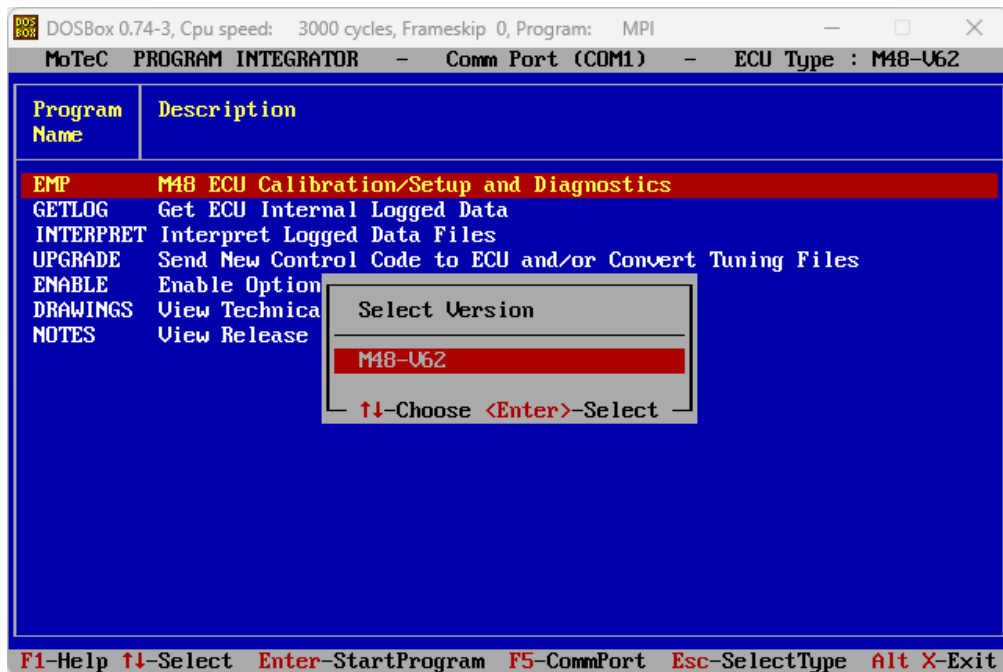 DOSBox 0.74-3, Cpu speed: 3000 cycles, Frameskip 0, Program: MPI
MoTeC PROGRAM INTEGRATOR - Comm Port (COM1) - ECU Type : M48-V62
Program Name Description
EMP M48 ECU Calibration/Setup and Diagnostics
GETLOG Get ECU Internal Logged Data
INTERPRET Interpret Logged Data Files
UPGRADE Send New Control Code to ECU and/or Convert Tuning Files
ENABLE Enable Option
DRAWINGS View Technica
NOTES View Release
Select Version
M48-V62
↑↓-Choose <Enter>-Select
F1-Help ↑↓-Select Enter-StartProgram F5-CommPort Esc-SelectType Alt X-Exit